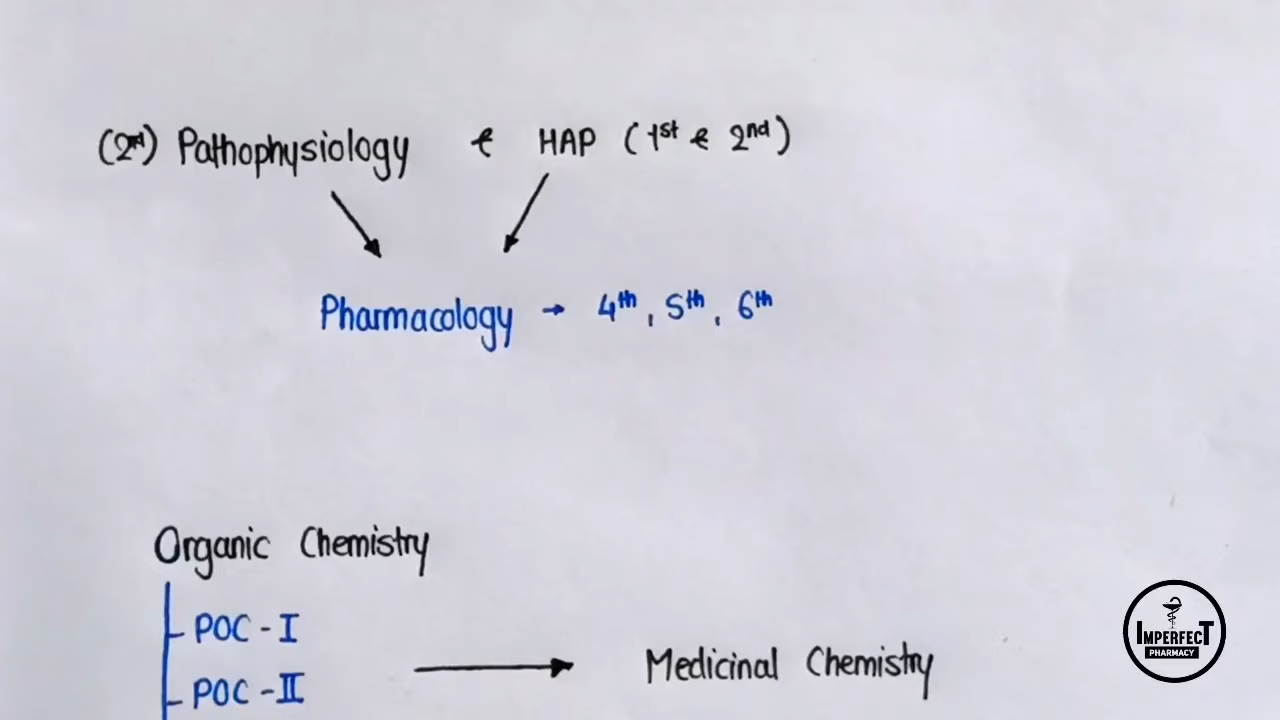 (2nd) Pathophysiology & HAP (1st & 2nd)
Pharmacology → 4th, 5th, 6th
Organic Chemistry
POC - I
POC - II → Medicinal Chemistry
IMPERFECT
PHARMACY